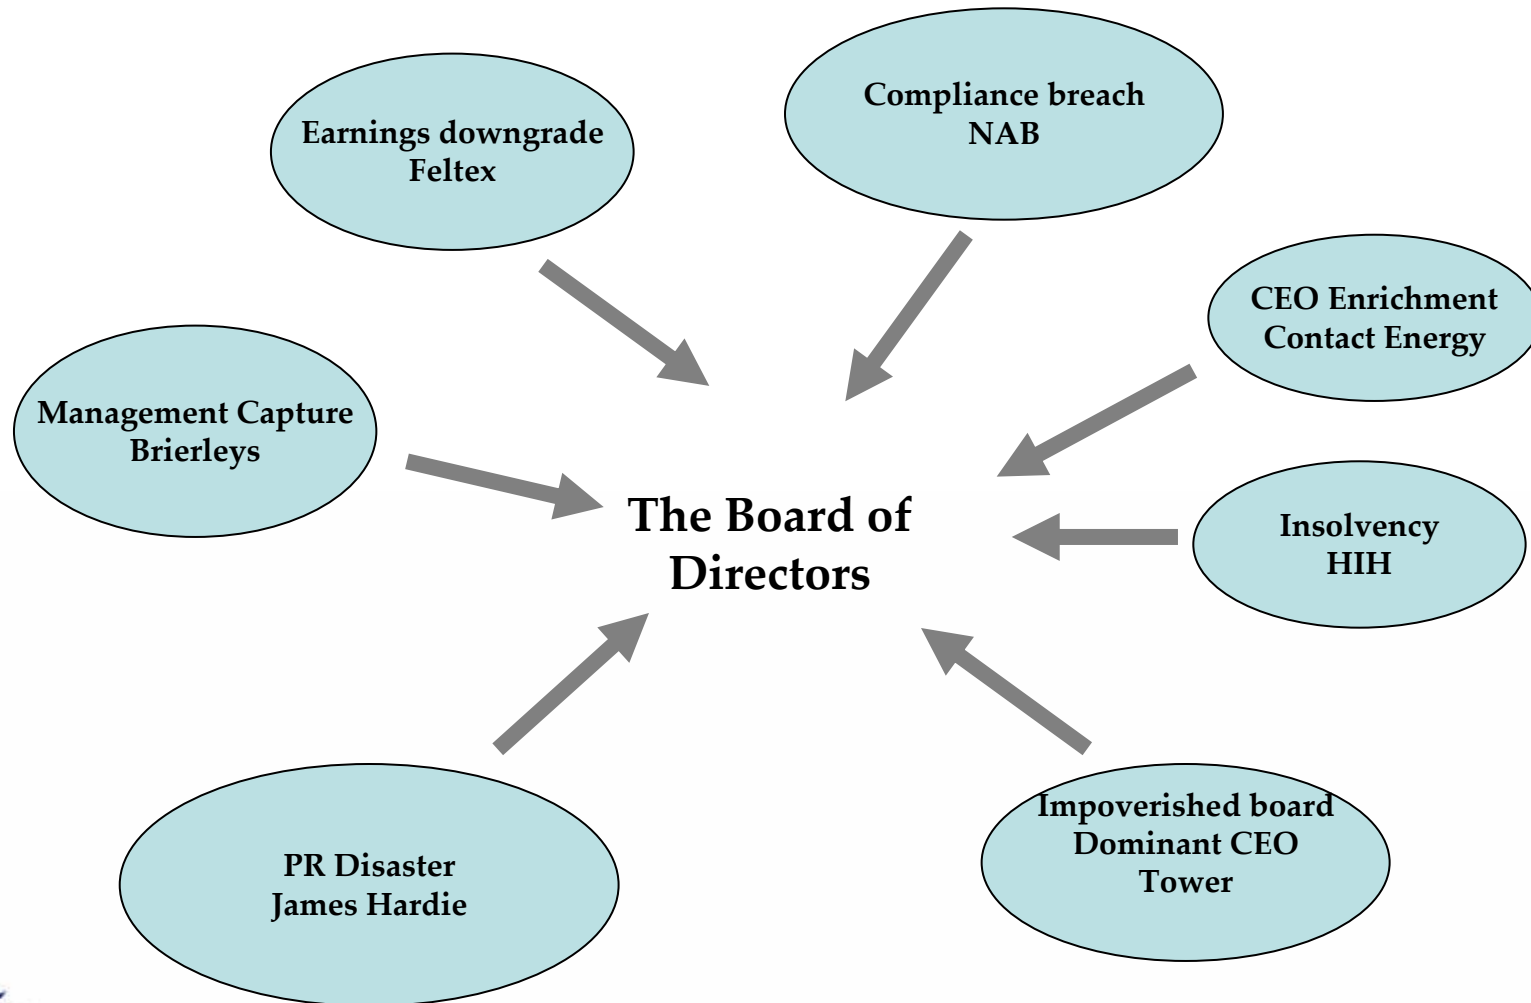 Compliance breach
NAB
Earnings downgrade
Feltex
CEO Enrichment
Contact Energy
Management Capture
Brierleys
The Board of
Directors
Insolvency
HIH
Impoverished board
Dominant CEO
Tower
PR Disaster
James Hardie